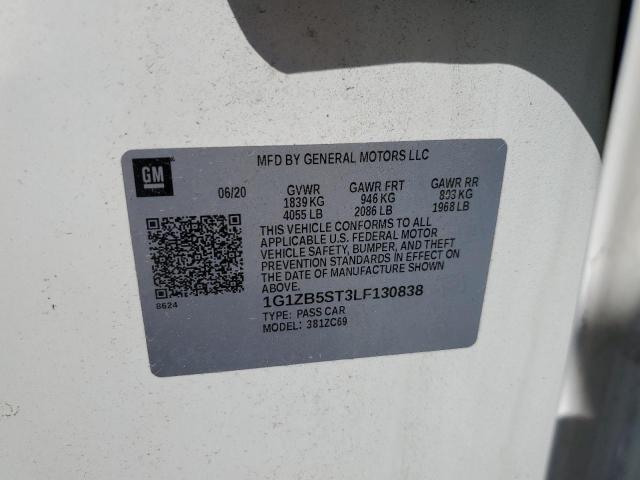 GM
MFD BY GENERAL MOTORS LLC
06/20 GVWR GAWR FRT GAWR RR
1839 KG 946 KG 893 KG
4055 LB 2086 LB 1968 LB
THIS VEHICLE CONFORMS TO ALL
APPLICABLE U.S. FEDERAL MOTOR
VEHICLE SAFETY, BUMPER, AND THEFT
PREVENTION STANDARDS IN EFFECT
ON THE DATE OF MANUFACTURE
SHOWN ABOVE.
8624
1G1ZB5ST3LF130838
TYPE: PASS CAR
MODEL: 381ZC69